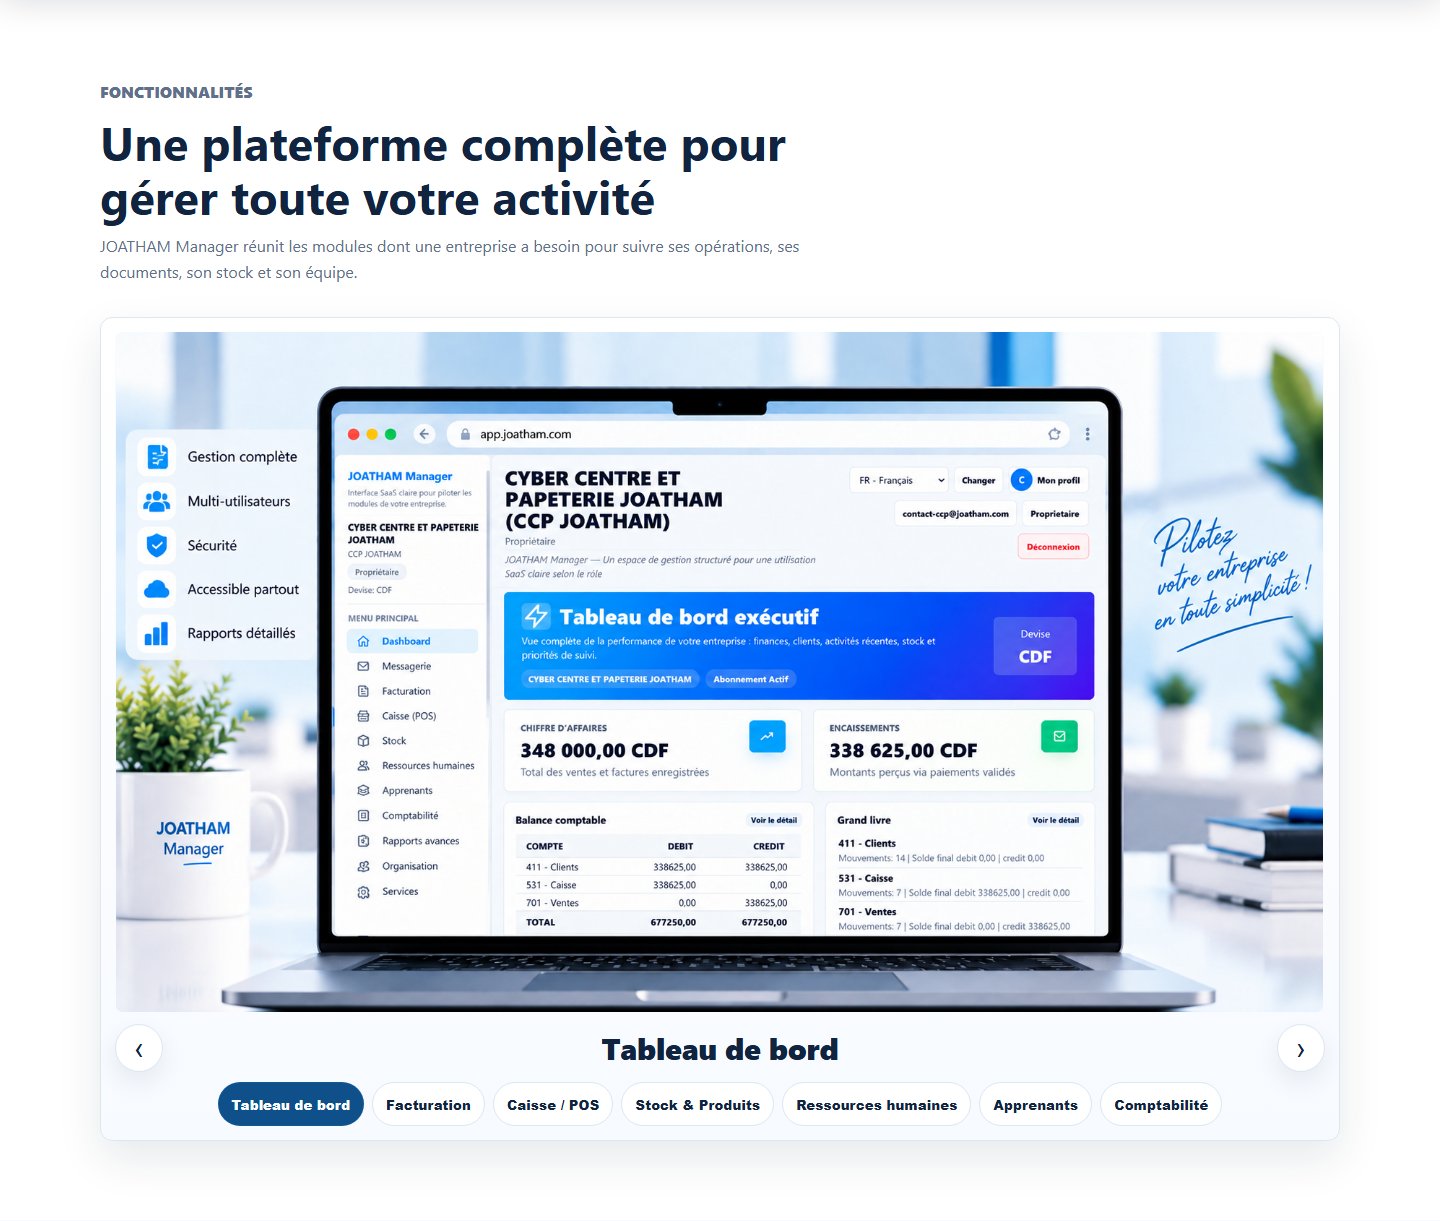 FONCTIONNALITÉS
Une plateforme complète pour
gérer toute votre activité
JOATHAM Manager réunit les modules dont une entreprise a besoin pour suivre ses opérations, ses
documents, son stock et son équipe.
Gestion complète
Multi-utilisateurs
Sécurité
Accessible partout
Rapports détaillés
JOATHAM
Manager
app.joatham.com
JOATHAM Manager
Interface SaaS claire pour piloter les
modules de votre entreprise.
CYBER CENTRE ET PAPETERIE
JOATHAM
CCP JOATHAM
Propriétaire
Devise: CDF
MENU PRINCIPAL
Dashboard
Messagerie
Facturation
Caisse (POS)
Stock
Ressources humaines
Apprenants
Comptabilité
Rapports avances
Organisation
Services
CYBER CENTRE ET
PAPETERIE JOATHAM
(CCP JOATHAM)
Propriétaire
JOATHAM Manager — Un espace de gestion structuré pour une utilisation
SaaS claire selon le rôle
FR - Français
Changer
C
Mon profil
contact-ccp@joatham.com
Proprietaire
Déconnexion
Tableau de bord exécutif
Vue complète de la performance de votre entreprise : finances, clients, activités récentes, stock et
priorités de suivi.
CYBER CENTRE ET PAPETERIE JOATHAM
Abonnement Actif
Devise
CDF
CHIFFRE D'AFFAIRES
348 000,00 CDF
Total des ventes et factures enregistrées
ENCAISSEMENTS
338 625,00 CDF
Montants perçus via paiements validés
Balance comptable
Voir le détail
COMPTE DEBIT CREDIT
411 - Clients 338625,00 338625,00
531 - Caisse 338625,00 0,00
701 - Ventes 0,00 338625,00
TOTAL 677250,00 677250,00
Grand livre
Voir le détail
411 - Clients
Mouvements: 14 | Solde final debit 0,00 | credit 0,00
531 - Caisse
Mouvements: 7 | Solde final debit 338625,00 | credit 0,00
701 - Ventes
Mouvements: 7 | Solde final debit 0,00 | credit 338625,00
Pilotez
votre entreprise
en toute simplicité !
‹
Tableau de bord
›
Tableau de bord
Facturation
Caisse / POS
Stock & Produits
Ressources humaines
Apprenants
Comptabilité